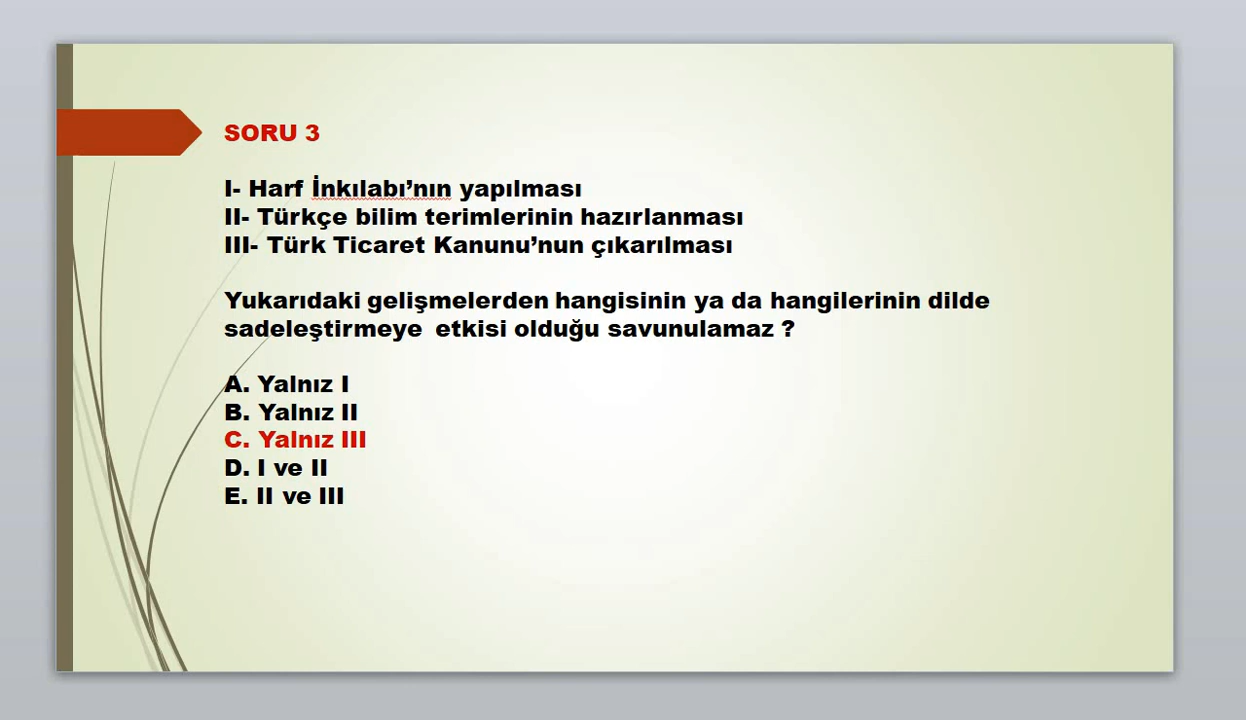 SORU 3
I- Harf İnkılabı’nın yapılması
II- Türkçe bilim terimlerinin hazırlanması
III- Türk Ticaret Kanunu’nun çıkarılması
Yukarıdaki gelişmelerden hangisinin ya da hangilerinin dilde
sadeleştirmeye etkisi olduğu savunulamaz ?
A. Yalnız I
B. Yalnız II
C. Yalnız III
D. I ve II
E. II ve III